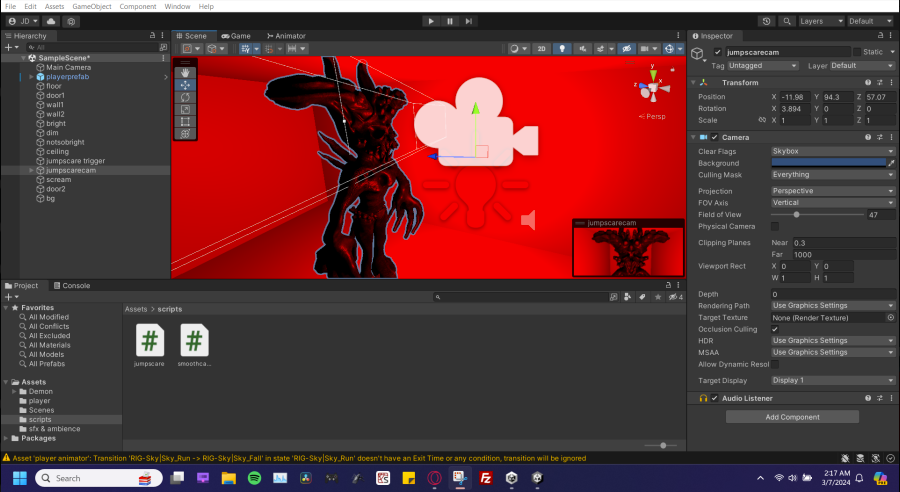 File Edit Assets GameObject Component Window Help
JD
Layers Default
Hierarchy
All
SampleScene*
Main Camera
playerprefab
floor
door1
wall1
wall2
bright
dim
notsobright
ceiling
jumpscare trigger
jumpscarecam
scream
door2
bg
Scene Game Animator
2D
y
x
z
Persp
jumpscarecam
Inspector
jumpscarecam Static
Tag Untagged Layer Default
Transform
Position X -11.98 Y 94.3 Z 57.07
Rotation X 3.894 Y 0 Z 0
Scale X 1 Y 1 Z 1
Camera
Clear Flags Skybox
Background
Culling Mask Everything
Projection Perspective
FOV Axis Vertical
Field of View 47
Physical Camera
Clipping Planes Near 0.3
Far 1000
Viewport Rect X 0 Y 0
W 1 H 1
Depth 0
Rendering Path Use Graphics Settings
Target Texture None (Render Texture)
Occlusion Culling
HDR Use Graphics Settings
MSAA Use Graphics Settings
Allow Dynamic Resol
Target Display Display 1
Audio Listener
Add Component
Project Console
4
Favorites
All Modified
All Conflicts
All Excluded
All Materials
All Models
All Prefabs
Assets
Demon
player
Scenes
scripts
sfx & ambience
Packages
Assets > scripts
jumpscare smoothca...
Asset 'player animator': Transition 'RIG-Sky|Sky_Run -> RIG-Sky|Sky_Fall' in state 'RIG-Sky|Sky_Run' doesn't have an Exit Time or any condition, transition will be ignored
Search
2:17 AM
3/7/2024